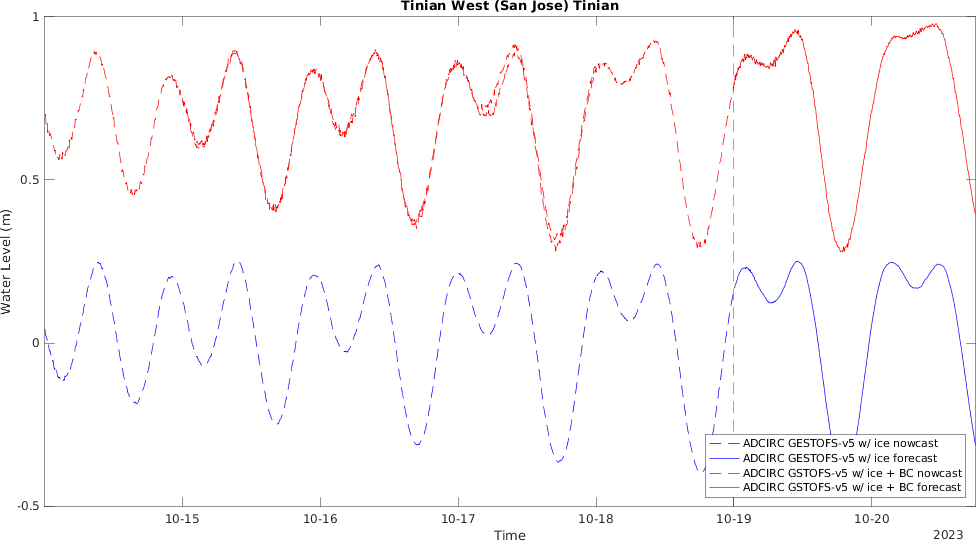 Tinian West (San Jose) Tinian
1
0.5
0
-0.5
Water Level (m)
10-15
10-16
10-17
10-18
10-19
10-20
Time
2023
ADCIRC GESTOFS-v5 w/ ice nowcast
ADCIRC GESTOFS-v5 w/ ice forecast
ADCIRC GSTOFS-v5 w/ ice + BC nowcast
ADCIRC GSTOFS-v5 w/ ice + BC forecast